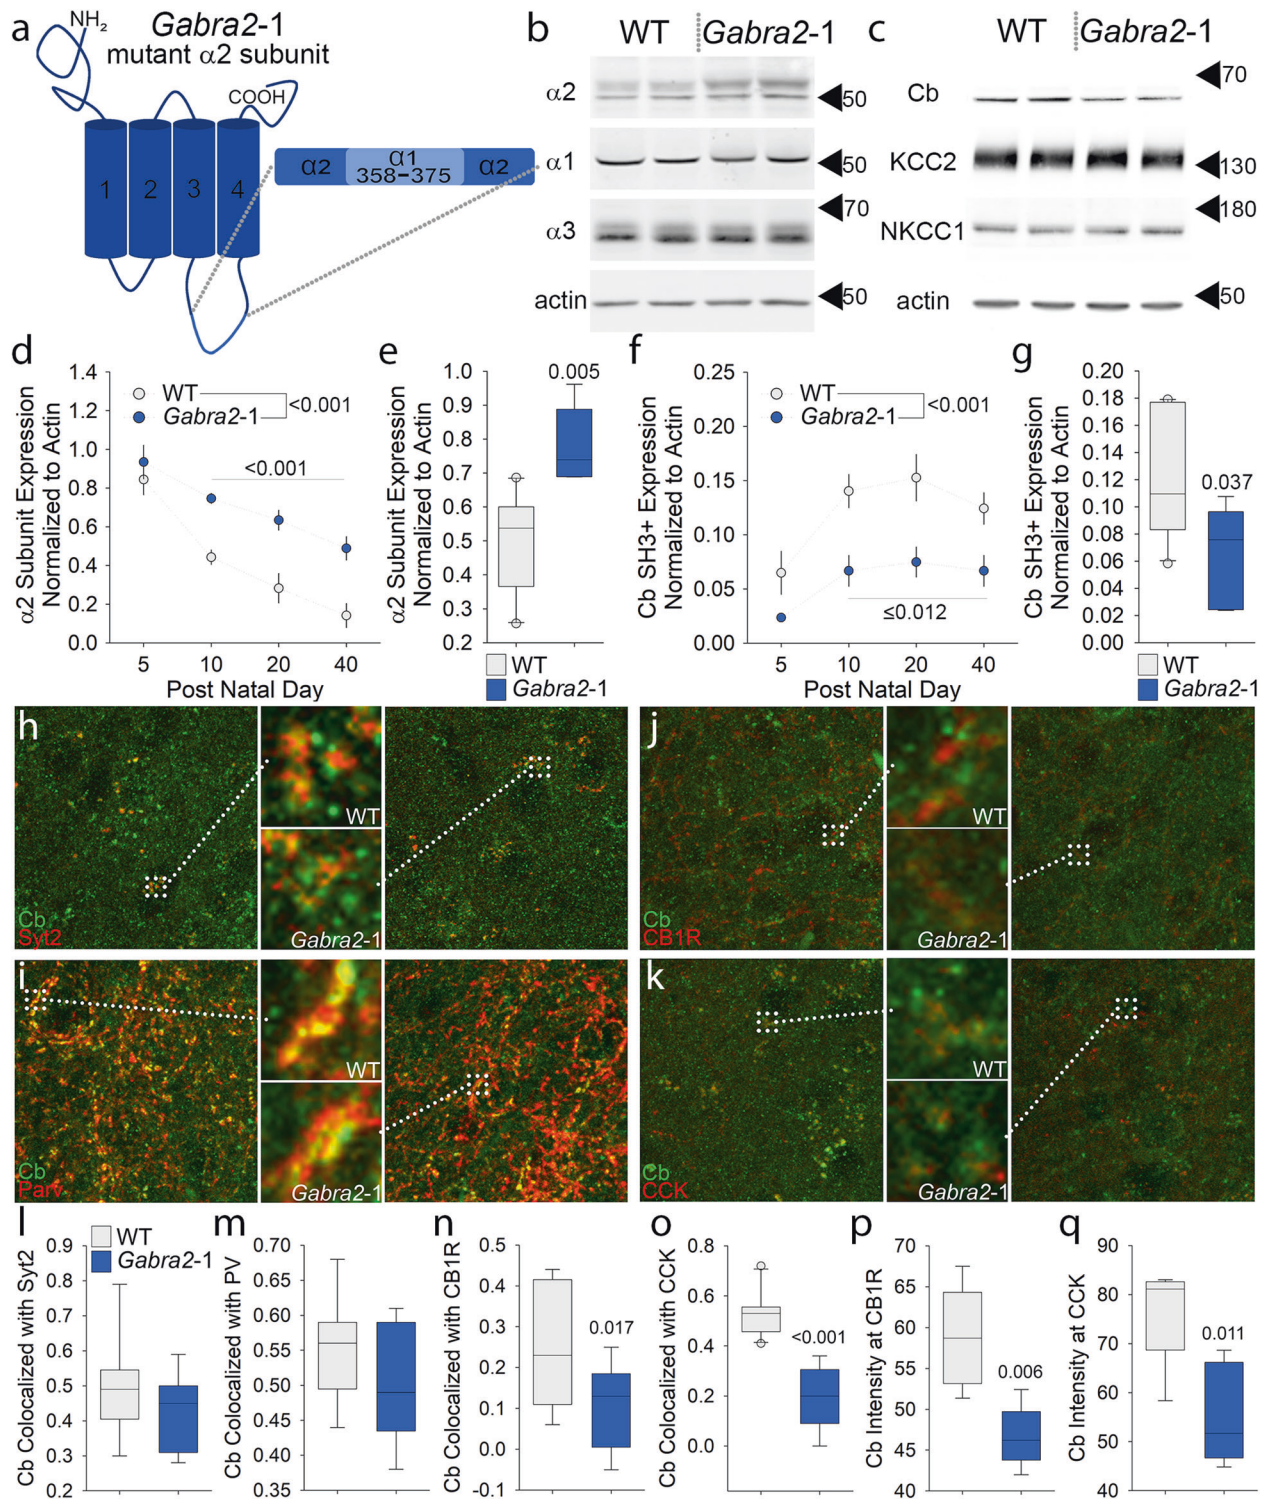 a
Gabra2-1
mutant α2 subunit
NH2
COOH
1 2 3 4
α2 α1 α2
358-375
b
WT Gabra2-1
α2
50
α1
50
α3
70
actin
50
c
WT Gabra2-1
Cb
70
KCC2
130
NKCC1
180
actin
50
d
α2 Subunit Expression
Normalized to Actin
1.4
1.2
1.0
0.8
0.6
0.4
0.2
0.0
WT
Gabra2-1
<0.001
<0.001
5 10 20 40
Post Natal Day
e
α2 Subunit Expression
Normalized to Actin
1.0
0.9
0.8
0.7
0.6
0.5
0.4
0.3
0.2
0.005
WT
Gabra2-1
f
Cb SH3+ Expression
Normalized to Actin
0.25
0.20
0.15
0.10
0.05
0.00
WT
Gabra2-1
<0.001
≤0.012
5 10 20 40
Post Natal Day
g
Cb SH3+ Expression
Normalized to Actin
0.20
0.18
0.16
0.14
0.12
0.10
0.08
0.06
0.04
0.02
0.00
0.037
WT
Gabra2-1
h
Cb
Syt2
WT
Gabra2-1
j
Cb
CB1R
WT
Gabra2-1
i
Cb
Parv
WT
Gabra2-1
k
Cb
CCK
WT
Gabra2-1
l
WT
Gabra2-1
Cb Colocalized with Syt2
0.9
0.8
0.7
0.6
0.5
0.4
0.3
0.2
m
Cb Colocalized with PV
0.70
0.65
0.60
0.55
0.50
0.45
0.40
0.35
n
Cb Colocalized with CB1R
0.5
0.4
0.3
0.2
0.1
0.0
-0.1
0.017
o
Cb Colocalized with CCK
0.8
0.6
0.4
0.2
0.0
<0.001
p
Cb Intensity at CB1R
70
65
60
55
50
45
40
0.006
q
Cb Intensity at CCK
90
80
70
60
50
40
0.011